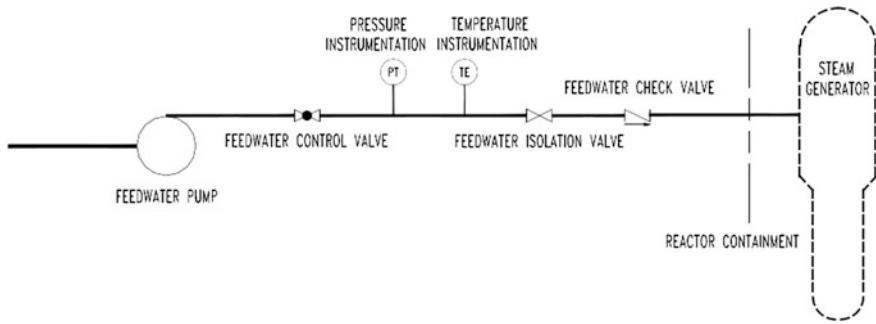 PRESSURE
INSTRUMENTATION
TEMPERATURE
INSTRUMENTATION
PT
TE
STEAM
GENERATOR
FEEDWATER CHECK VALVE
FEEDWATER CONTROL VALVE
FEEDWATER ISOLATION VALVE
FEEDWATER PUMP
REACTOR CONTAINMENT